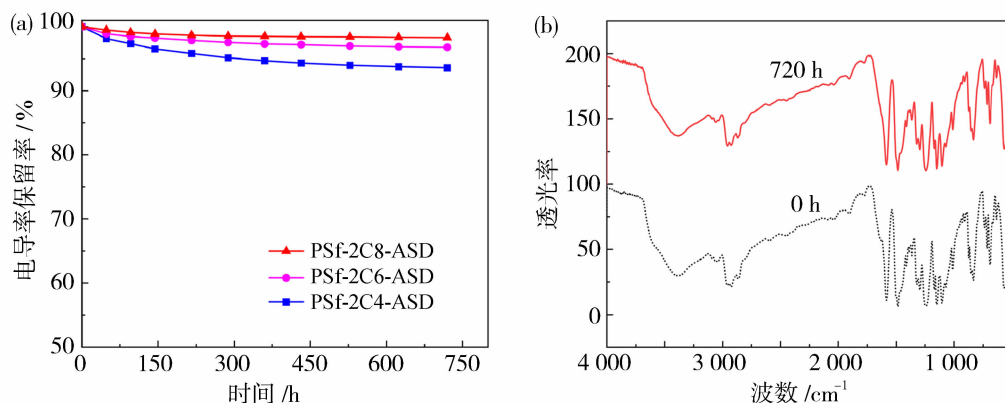 (a)
100
90
80
70
60
50
电导率保留率 /%
PSf-2C8-ASD
PSf-2C6-ASD
PSf-2C4-ASD
0 150 300 450 600 750
时间 /h
(b)
200
150
100
50
0
透光率
720 h
0 h
4 000 3 000 2 000 1 000
波数/cm⁻¹